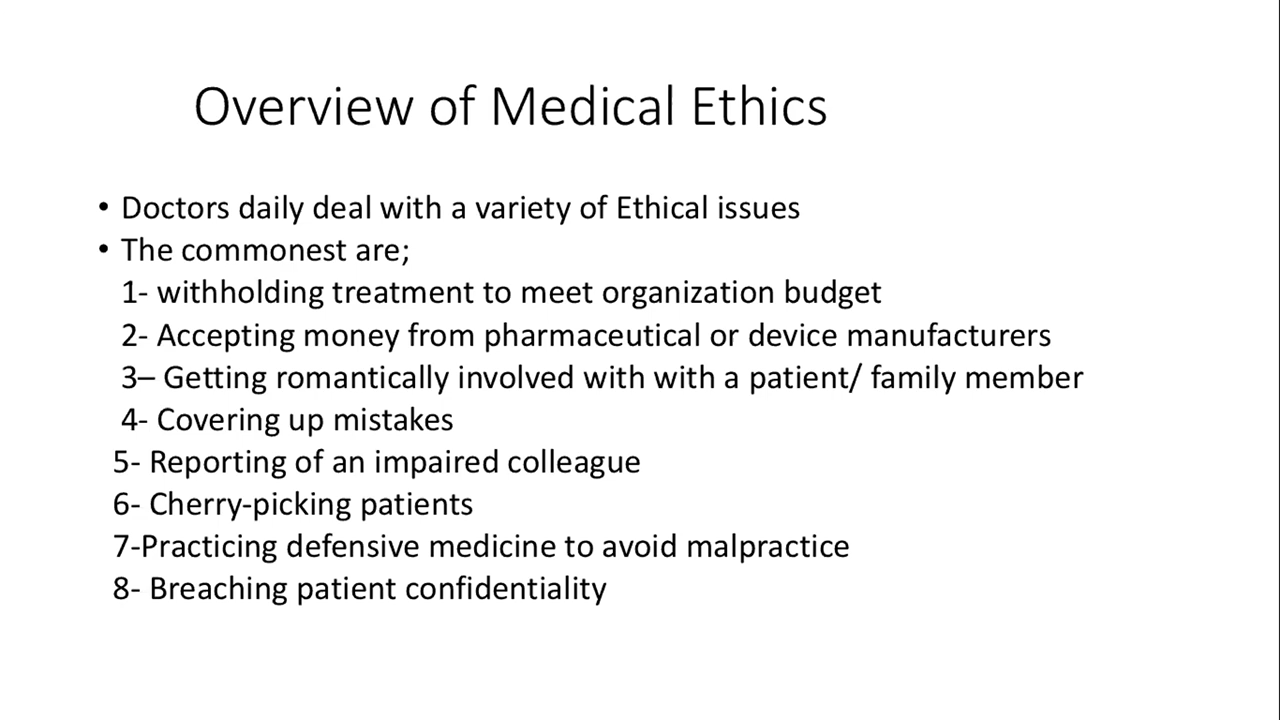 Overview of Medical Ethics
• Doctors daily deal with a variety of Ethical issues
• The commonest are;
1- withholding treatment to meet organization budget
2- Accepting money from pharmaceutical or device manufacturers
3– Getting romantically involved with with a patient/ family member
4- Covering up mistakes
5- Reporting of an impaired colleague
6- Cherry-picking patients
7-Practicing defensive medicine to avoid malpractice
8- Breaching patient confidentiality